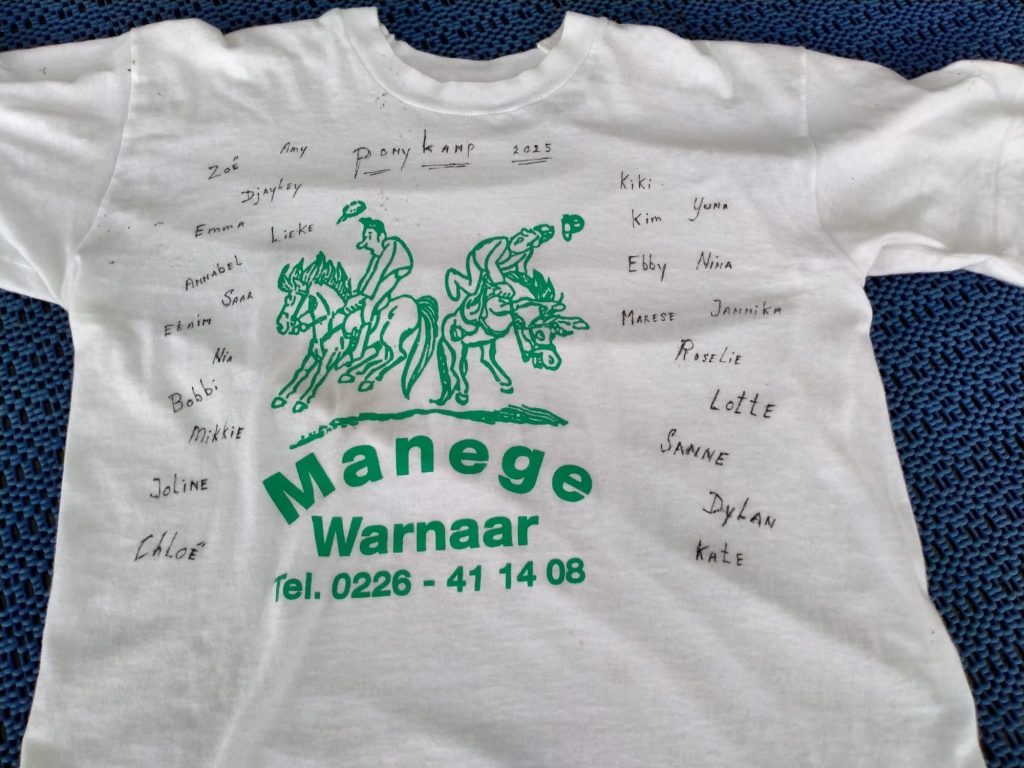 Pony Kamp 2025
Amy
Zoë
Djayley
Emma
Lieke
Annabel
Saar
Efraim
Nia
Bobbi
Mikkie
Joline
Chloë
Kiki
Yuna
Kim
Ebby
Nina
Marese
Jannika
Roselie
Lotte
Sanne
Dylan
Kate
Manege
Warnaar
Tel. 0226 - 41 14 08